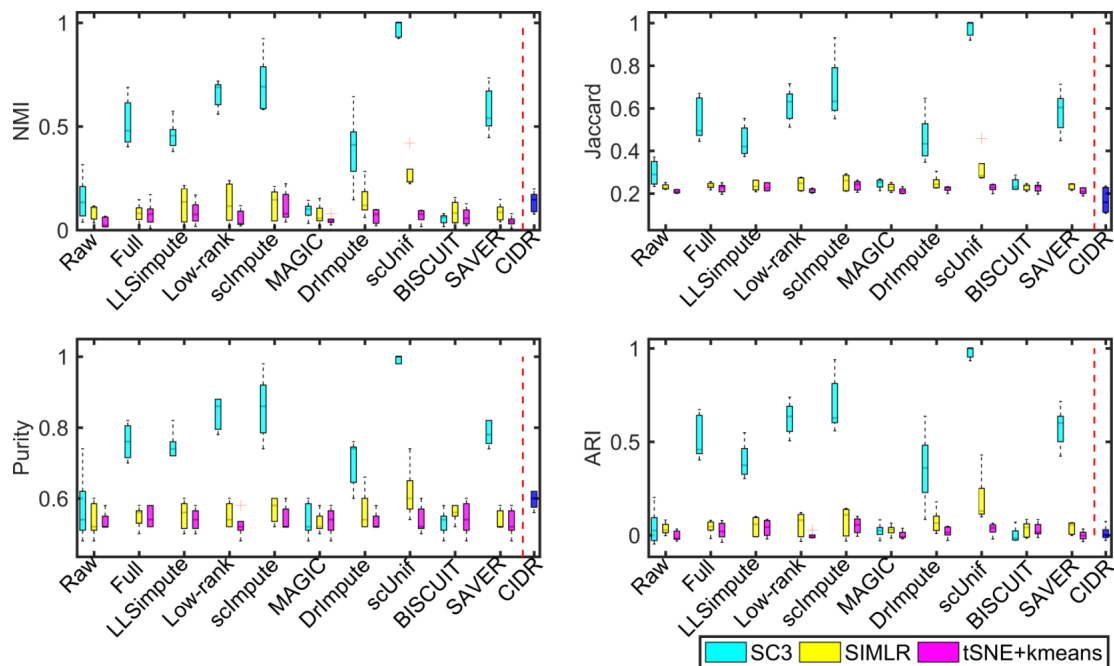 NMI
1
0.5
0
Raw
Full
LLSimpute
Low-rank
scImpute
MAGIC
DrImpute
scUnif
BISCUIT
SAVER
CIDR
Jaccard
1
0.8
0.6
0.4
0.2
Raw
Full
LLSimpute
Low-rank
scImpute
MAGIC
DrImpute
scUnif
BISCUIT
SAVER
CIDR
Purity
1
0.8
0.6
Raw
Full
LLSimpute
Low-rank
scImpute
MAGIC
DrImpute
scUnif
BISCUIT
SAVER
CIDR
ARI
1
0.5
0
Raw
Full
LLSimpute
Low-rank
scImpute
MAGIC
DrImpute
scUnif
BISCUIT
SAVER
CIDR
SC3 SIMLR tSNE+kmeans